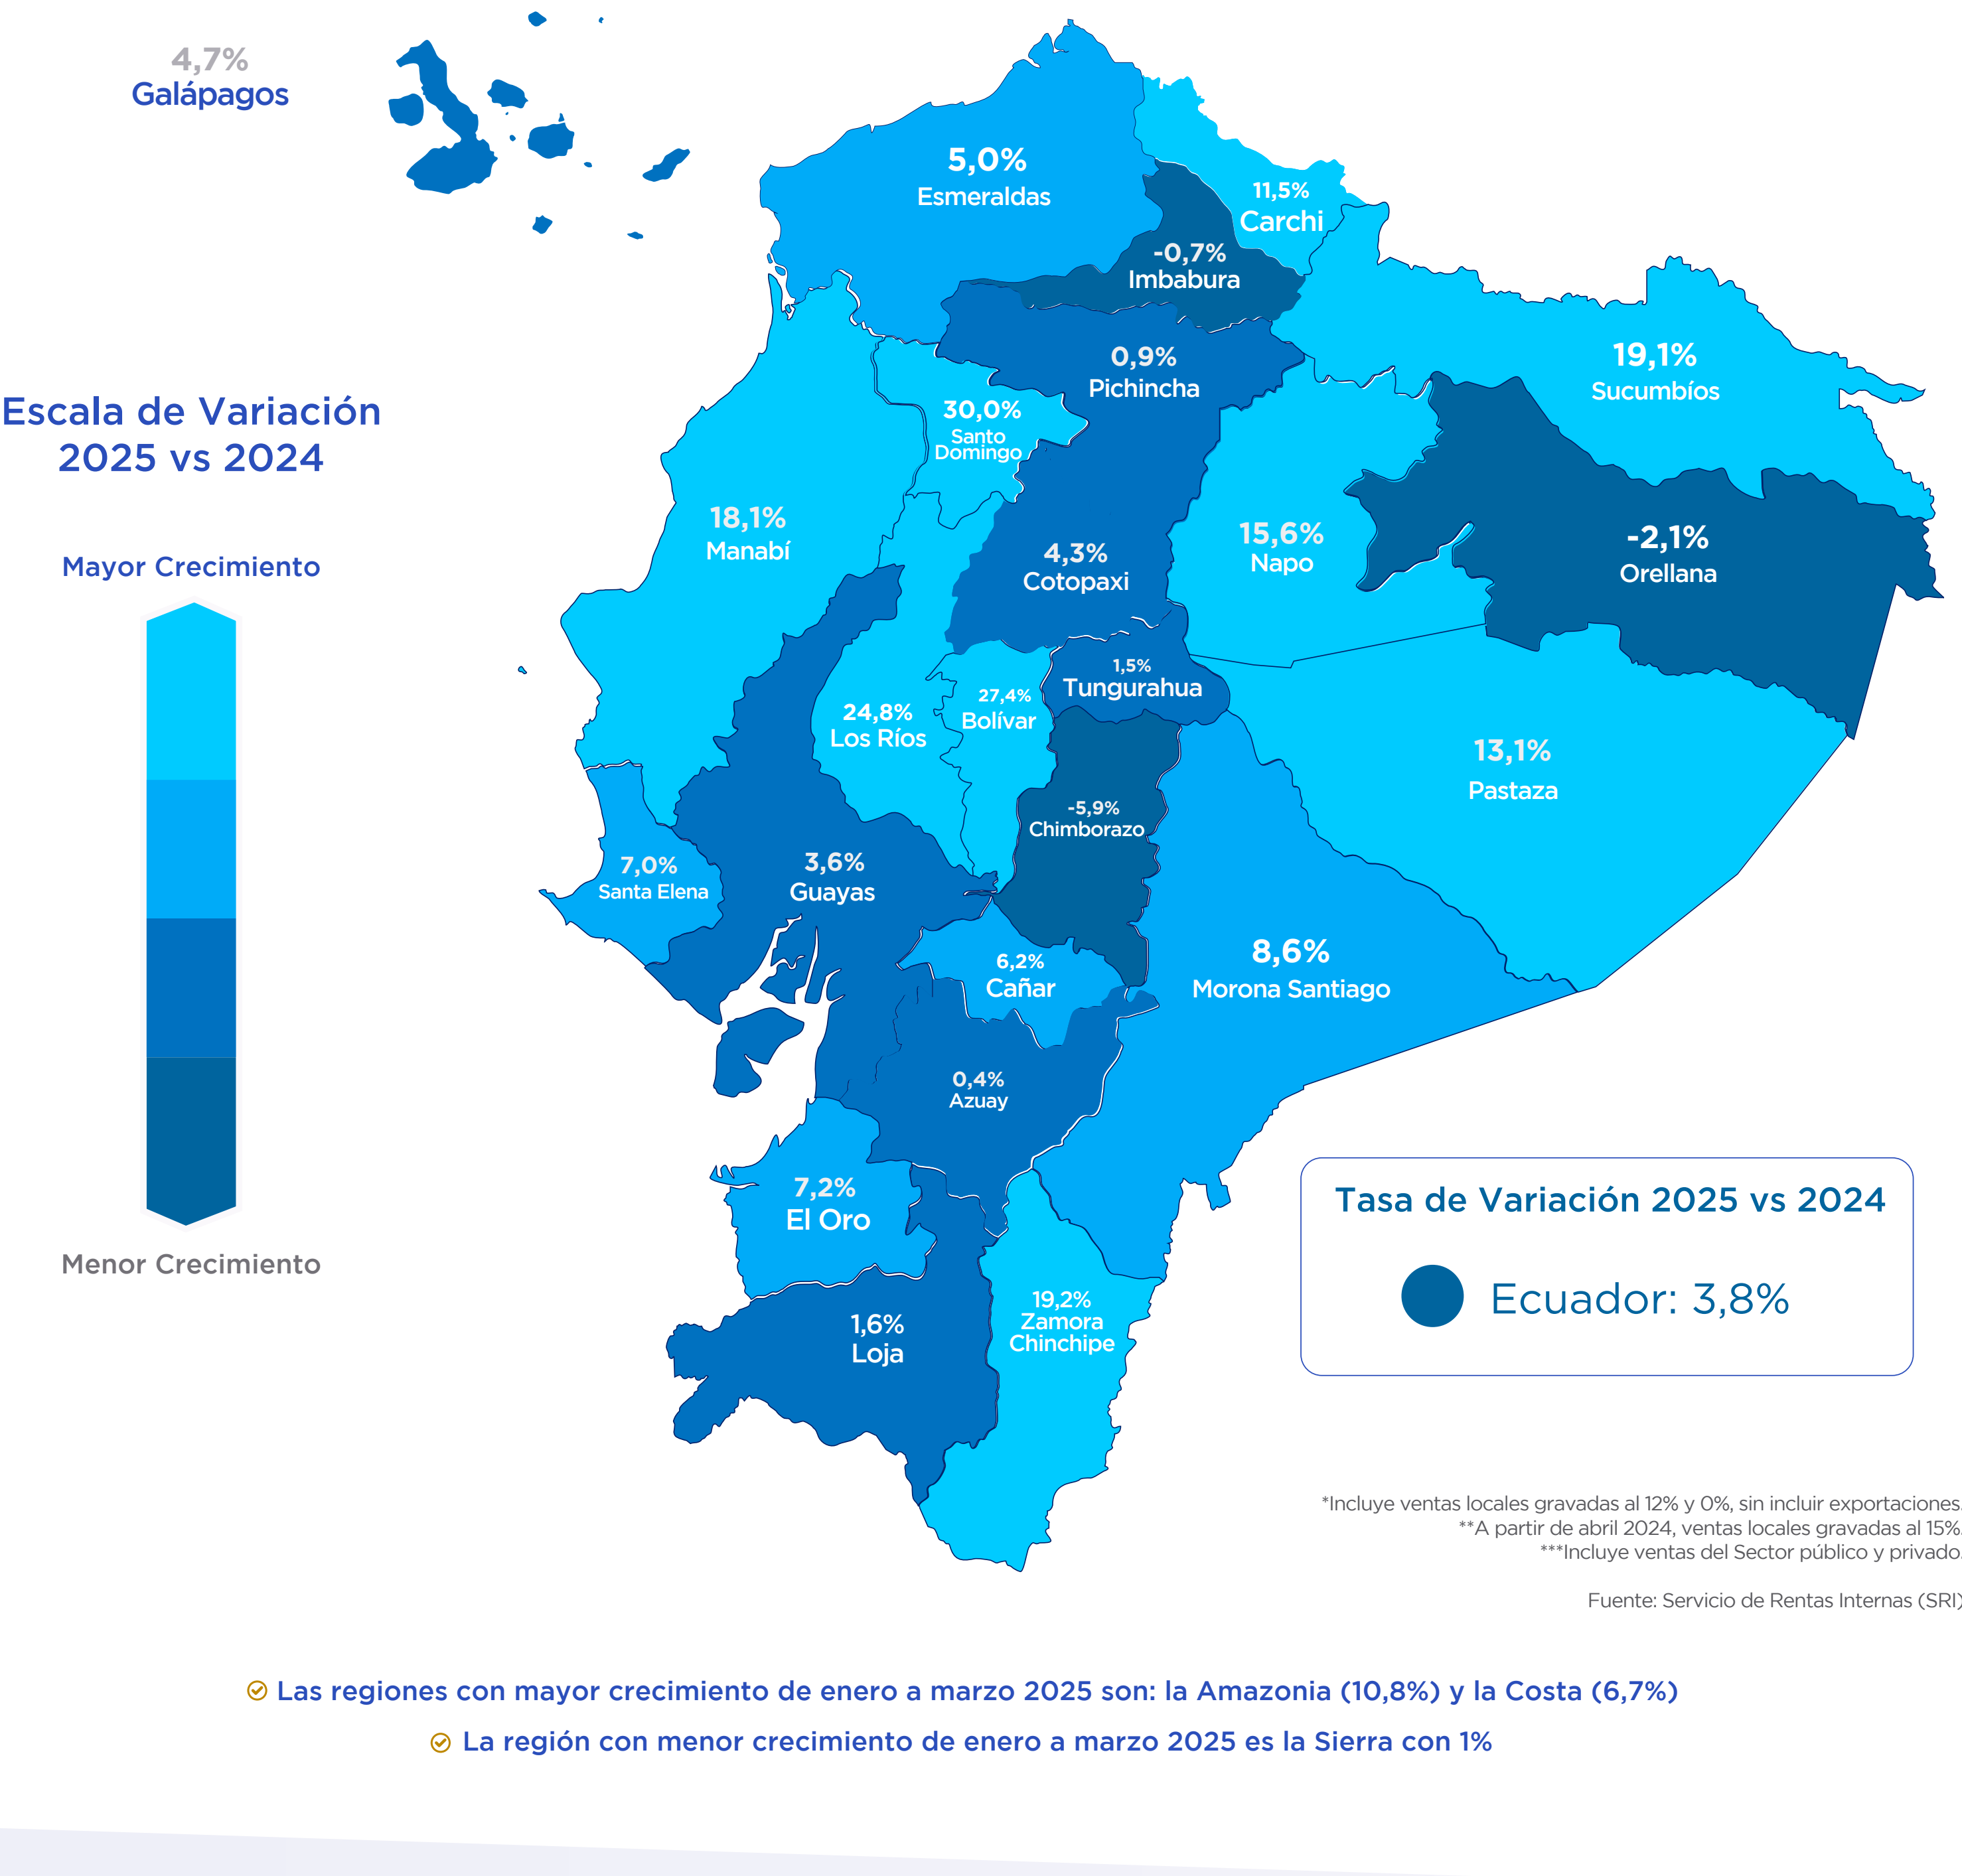 4,7%
Galápagos
5,0%
Esmeraldas
11,5%
Carchi
-0,7%
Imbabura
0,9%
Pichincha
19,1%
Sucumbíos
Escala de Variación
2025 vs 2024
30,0%
Santo
Domingo
18,1%
Manabí
4,3%
Cotopaxi
15,6%
Napo
-2,1%
Orellana
Mayor Crecimiento
1,5%
Tungurahua
24,8%
Los Ríos
27,4%
Bolívar
13,1%
Pastaza
-5,9%
Chimborazo
7,0%
Santa Elena
3,6%
Guayas
6,2%
Cañar
8,6%
Morona Santiago
0,4%
Azuay
7,2%
El Oro
Menor Crecimiento
1,6%
Loja
19,2%
Zamora
Chinchipe
Tasa de Variación 2025 vs 2024
Ecuador: 3,8%
*Incluye ventas locales gravadas al 12% y 0%, sin incluir exportaciones.
**A partir de abril 2024, ventas locales gravadas al 15%.
***Incluye ventas del Sector público y privado.
Fuente: Servicio de Rentas Internas (SRI)
Las regiones con mayor crecimiento de enero a marzo 2025 son: la Amazonia (10,8%) y la Costa (6,7%)
La región con menor crecimiento de enero a marzo 2025 es la Sierra con 1%